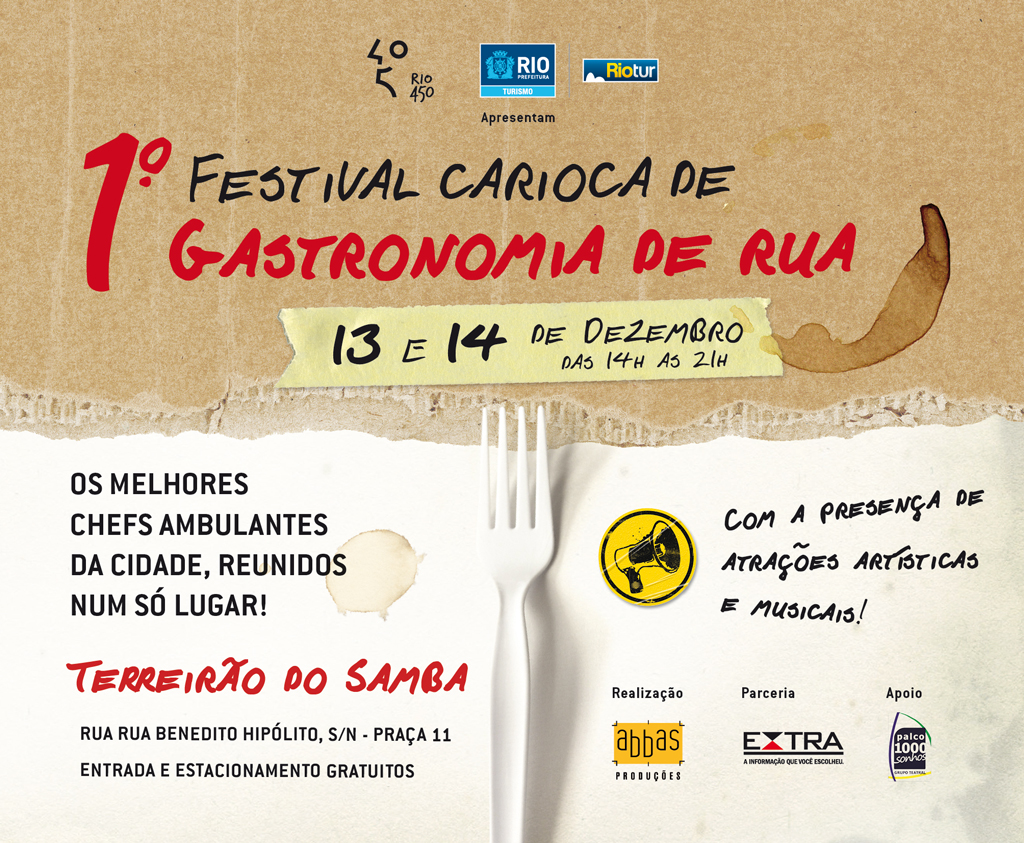 RIO
450
RIO
PREFEITURA
TURISMO
Riotur
Apresentam
1º FESTIVAL CARIOCA DE
GASTRONOMIA DE RUA
13 E 14 DE DEZEMBRO
DAS 14H AS 21H
OS MELHORES
CHEFS AMBULANTES
DA CIDADE, REUNIDOS
NUM SÓ LUGAR!
COM A PRESENÇA DE
ATRAÇÕES ARTÍSTICAS
E MUSICAIS!
TERREIRÃO DO SAMBA
RUA RUA BENEDITO HIPÓLITO, S/N - PRAÇA 11
ENTRADA E ESTACIONAMENTO GRATUITOS
Realização
abbas
PRODUÇÕES
Parceria
EXTRA
A INFORMAÇÃO QUE VOCÊ ESCOLHEU.
Apoio
palco
1000
sonhos
GRUPO TEATRAL